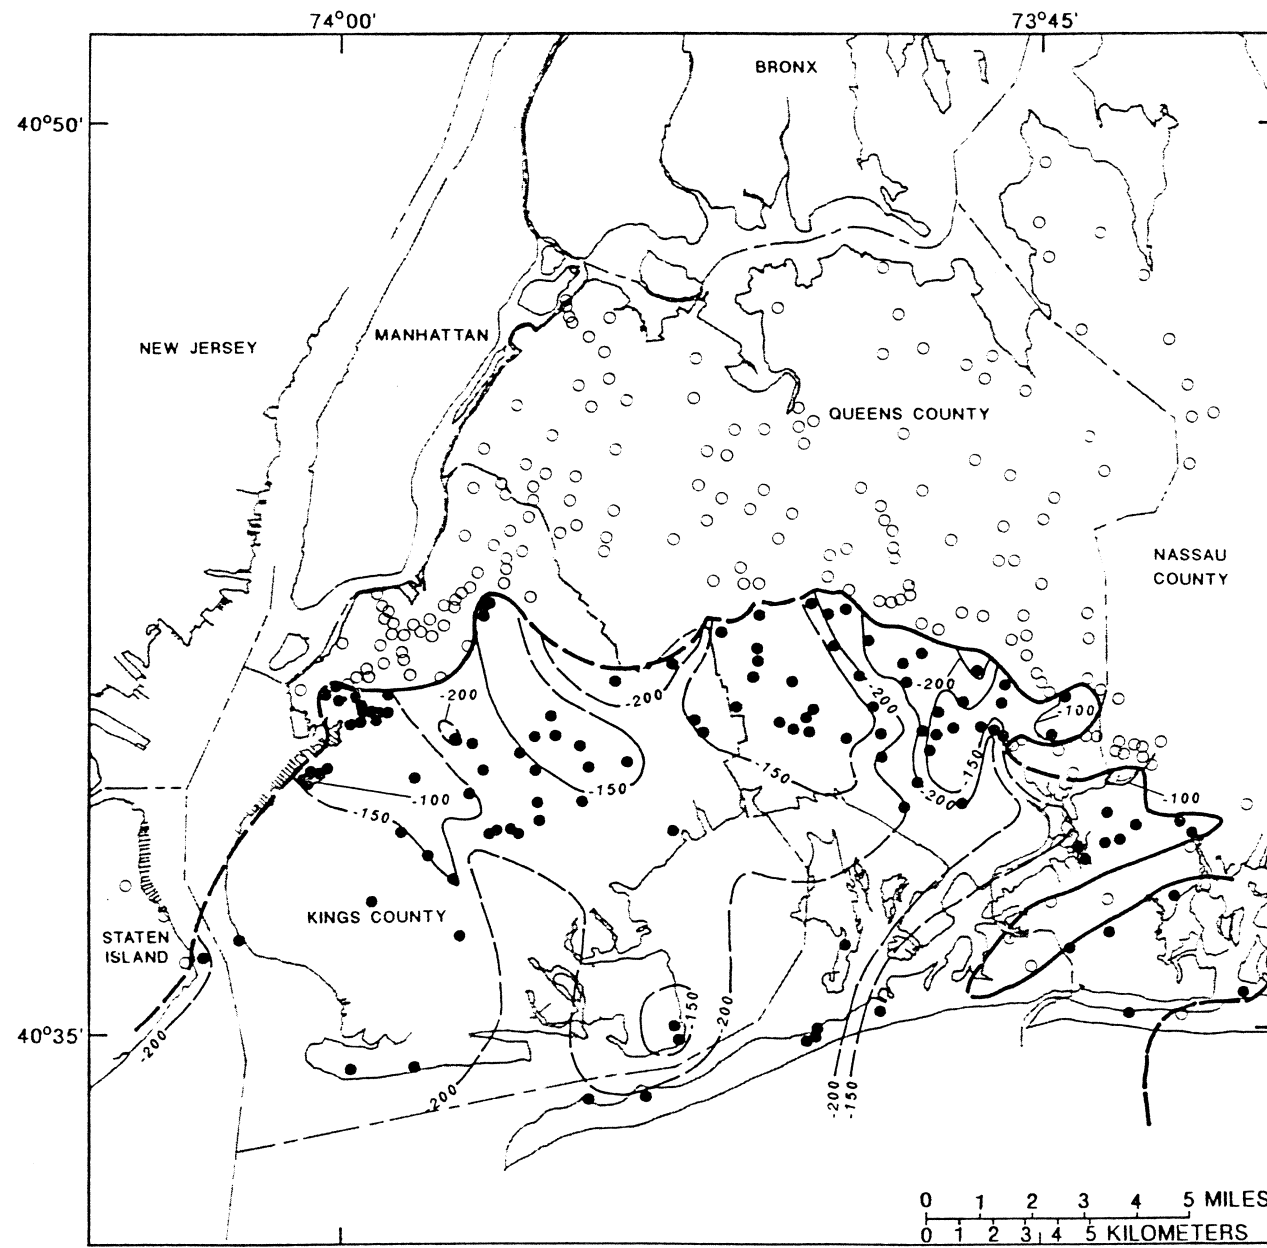 74°00'
73°45'
BRONX
40°50'
MANHATTAN
NEW JERSEY
QUEENS COUNTY
NASSAU
COUNTY
-200
-200
-200
-200
-100
-150
-150
-150
-200
-100
-100
-150
KINGS COUNTY
STATEN
ISLAND
-150
-200
40°35'
-200
-200
-200
-150
0 1 2 3 4 5 MILES
0 1 2 3 4 5 KILOMETERS